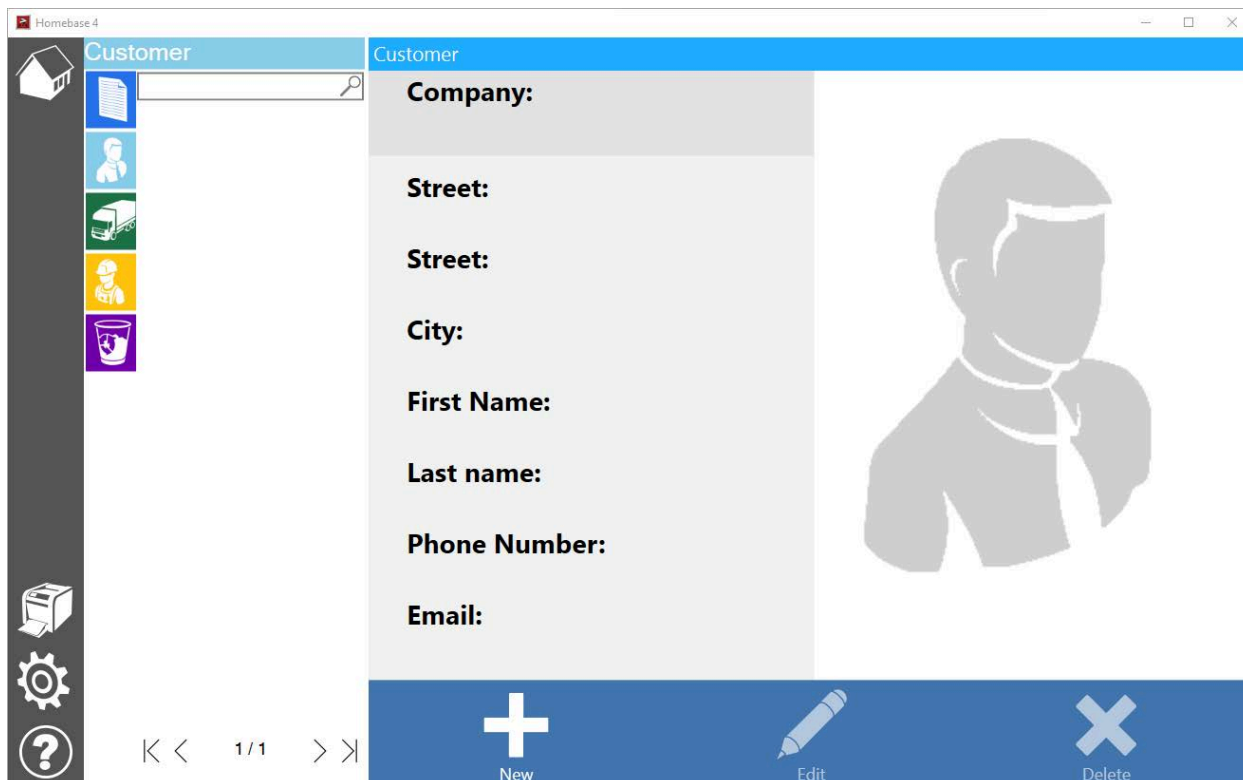 Homebase 4
Customer
Customer
Company:
Street:
Street:
City:
First Name:
Last name:
Phone Number:
Email:
1 / 1
New
Edit
Delete